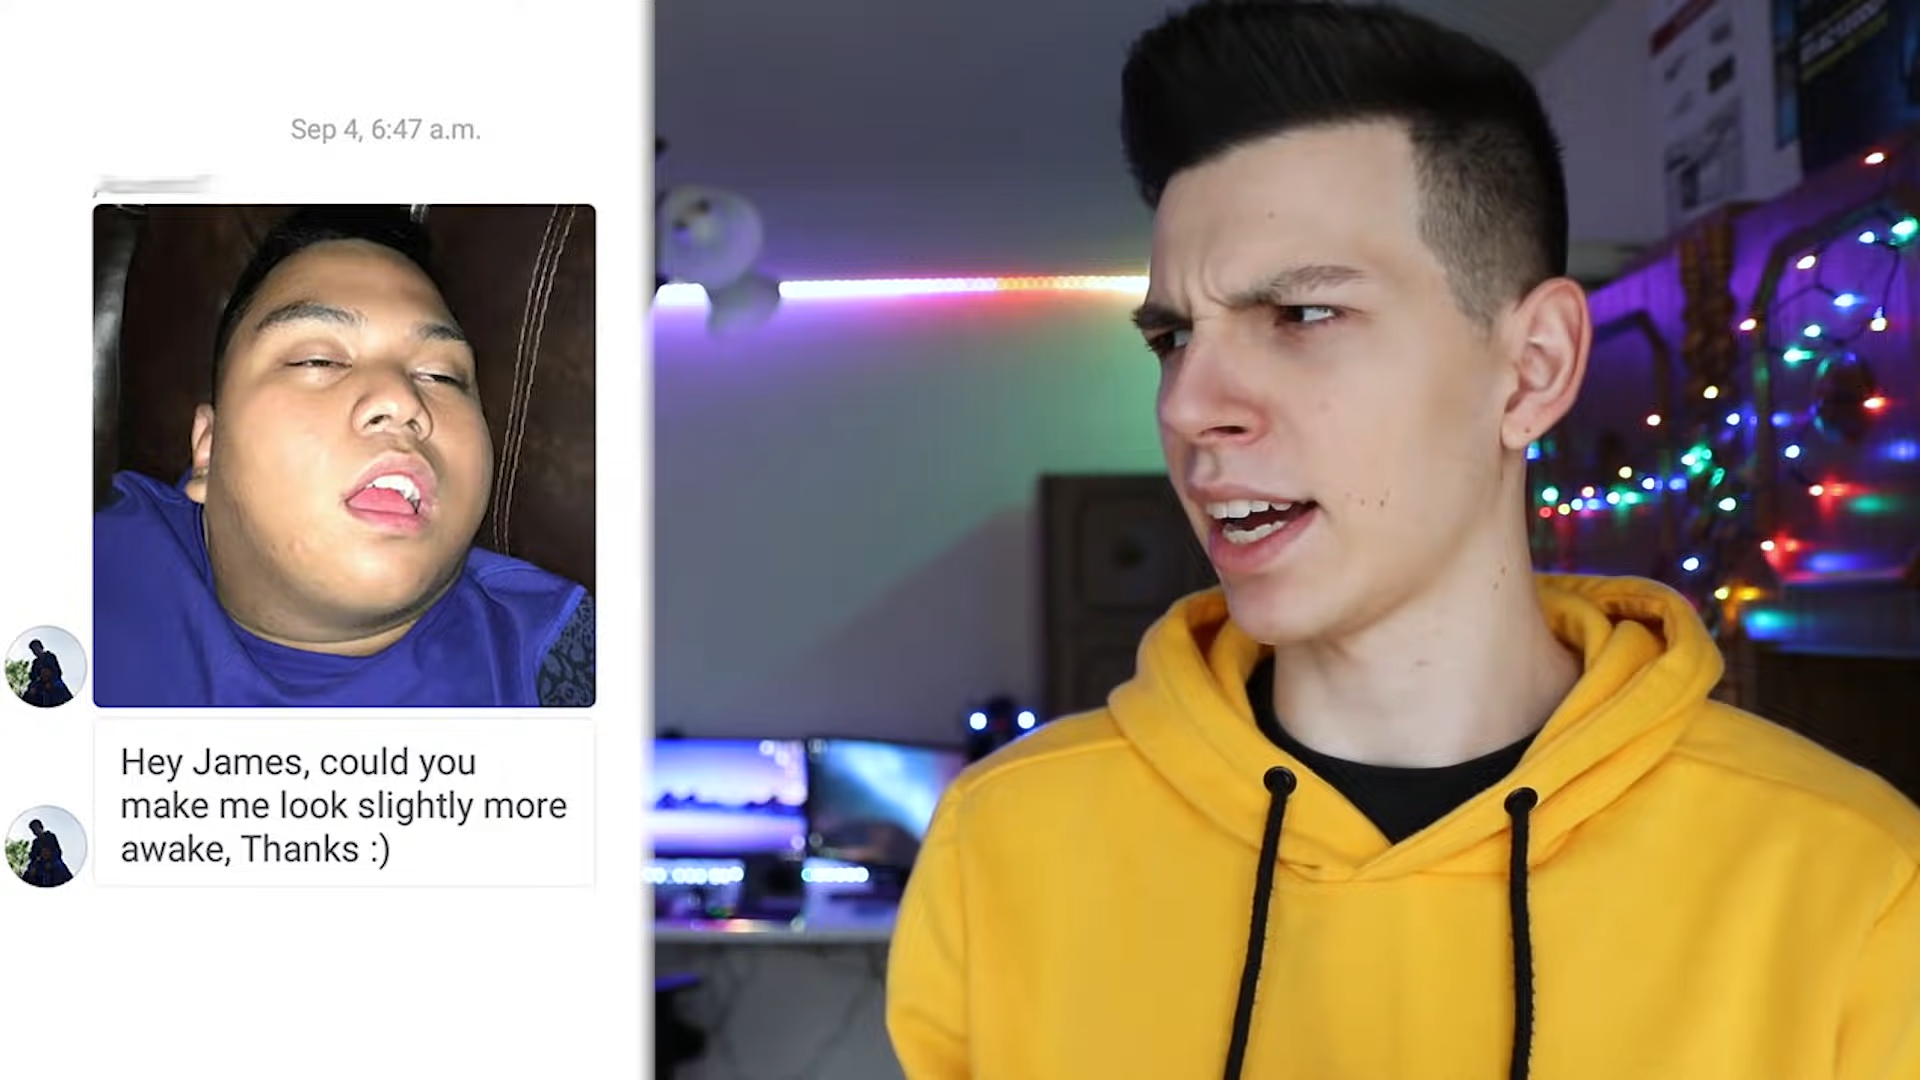 Sep 4, 6:47 a.m.
Hey James, could you
make me look slightly more
awake, Thanks :)